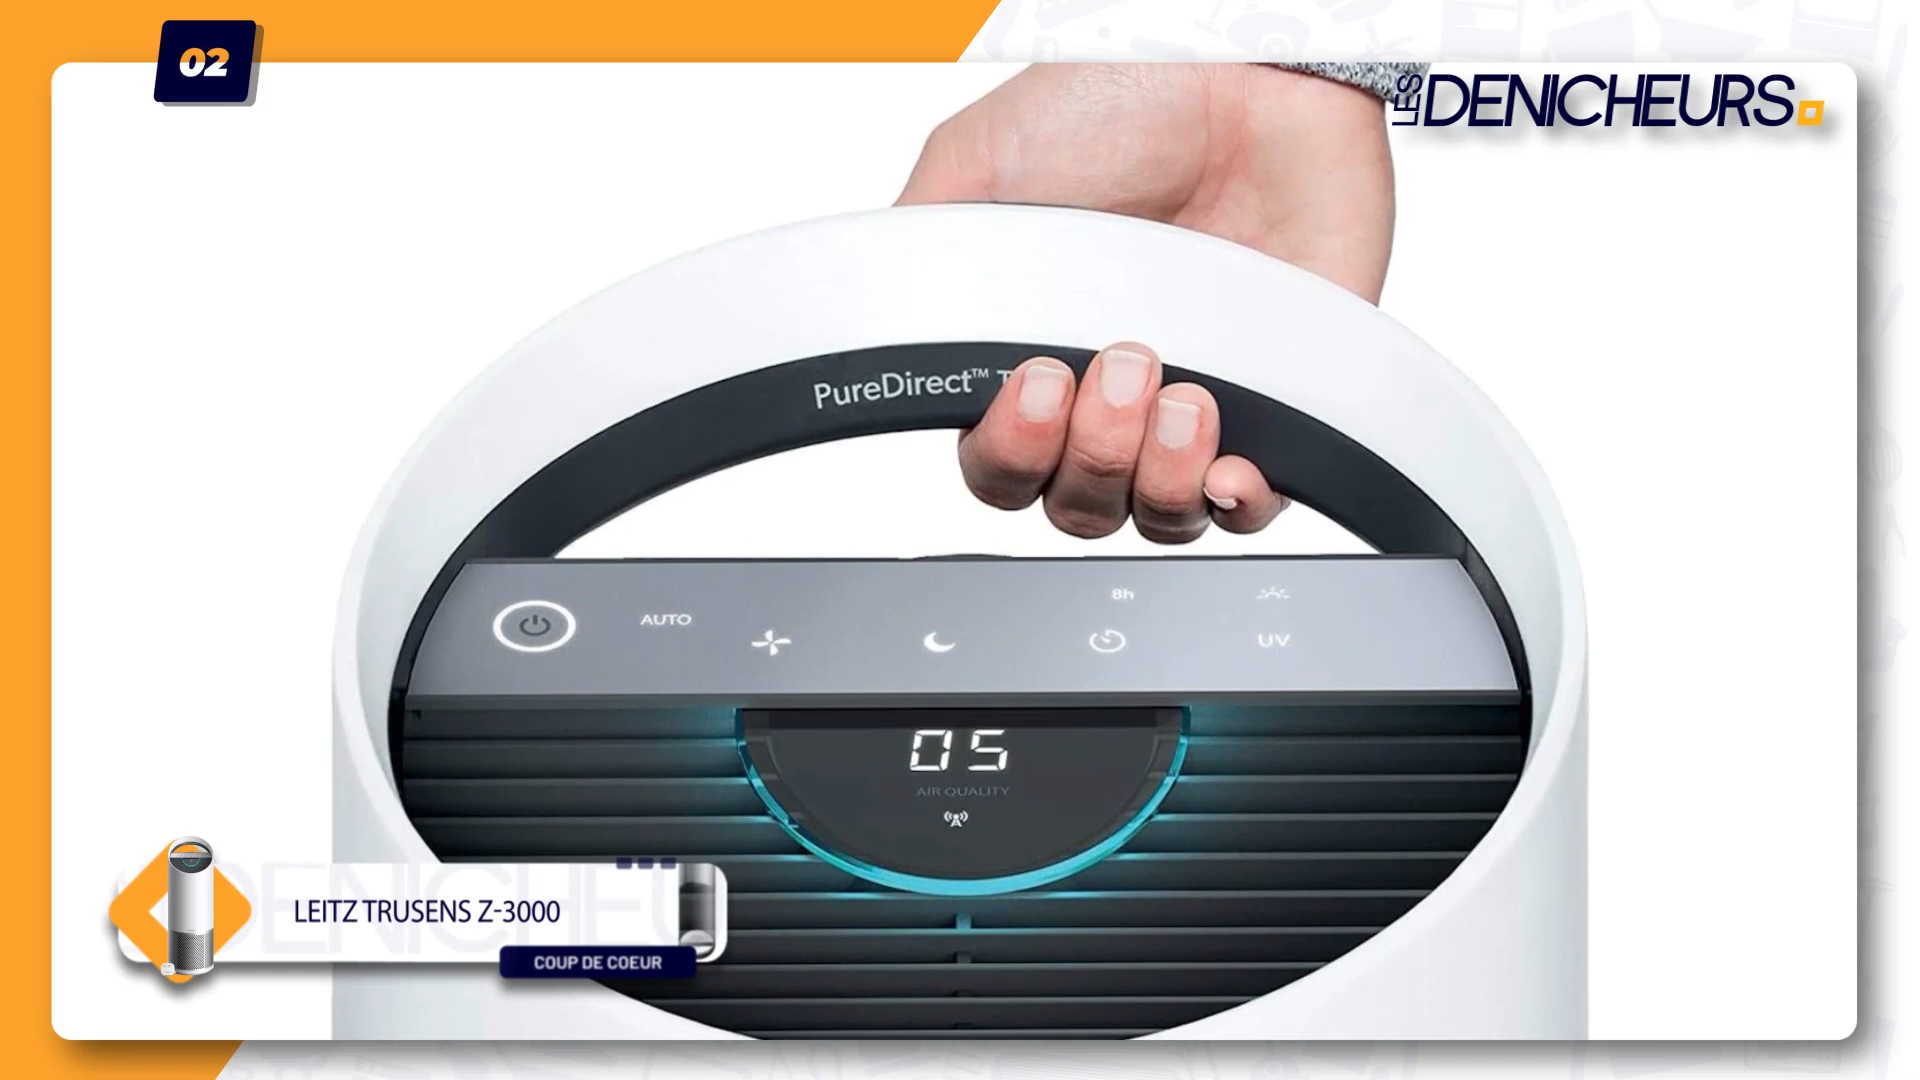 02
LES DENICHEURS
PureDirect™
AUTO
8h
UV
05
AIR QUALITY
LEITZ TRUSENS Z-3000
COUP DE COEUR